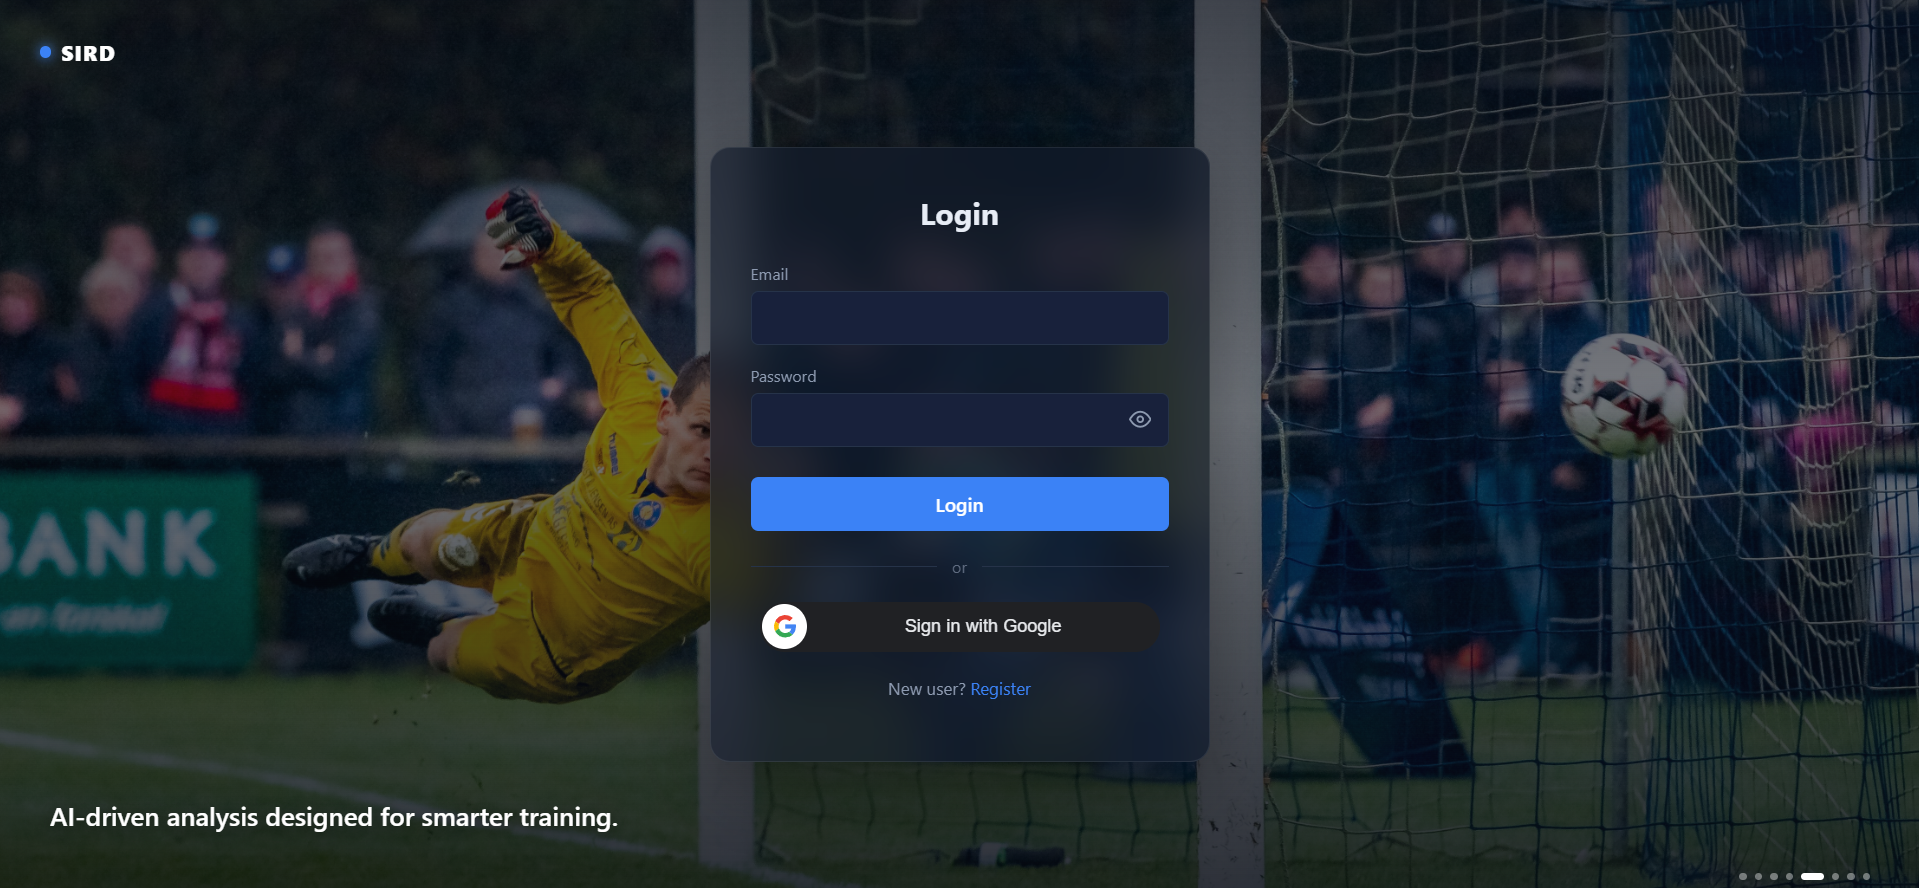 SIRD
Login
Email
Password
Login
or
Sign in with Google
New user? Register
BANK
AI-driven analysis designed for smarter training.